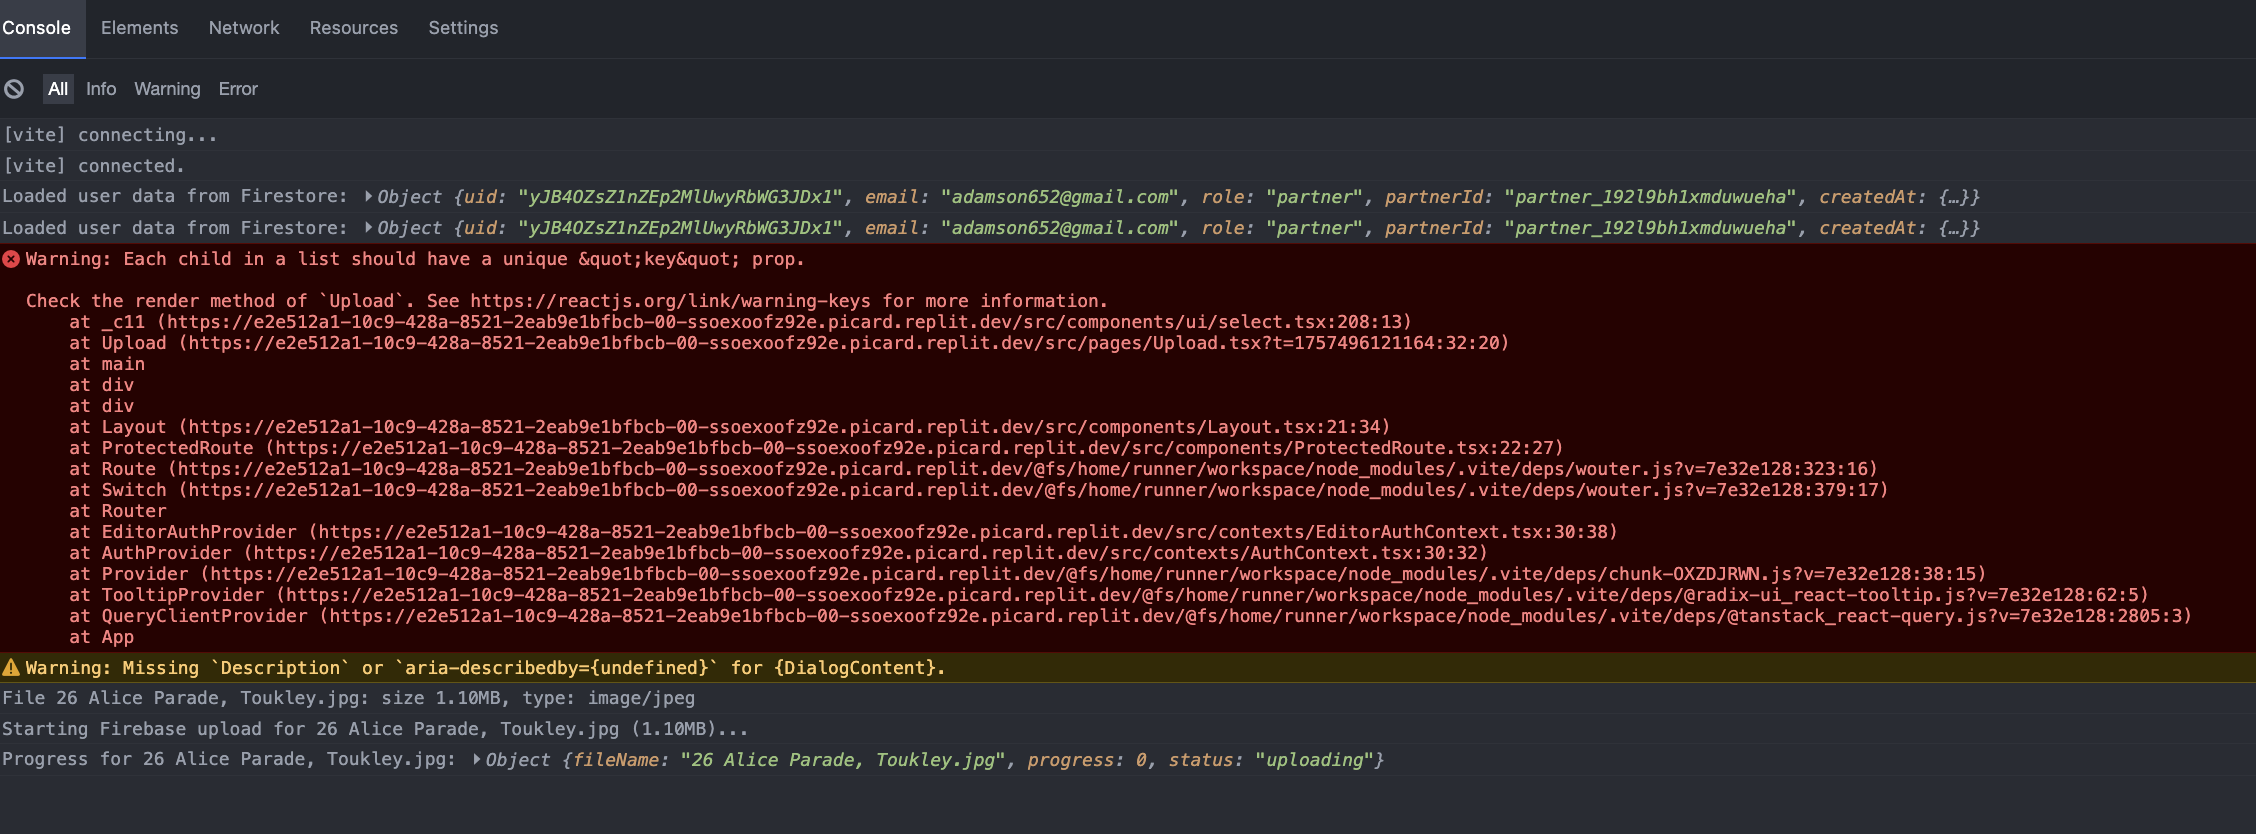 Console Elements Network Resources Settings
All Info Warning Error
[vite] connecting...
[vite] connected.
Loaded user data from Firestore: ▶Object {uid: "yJB4OZsZ1nZEp2MlUwyRbWG3JDx1", email: "adamson652@gmail.com", role: "partner", partnerId: "partner_192l9bh1xmduwueha", createdAt: {…}}
Loaded user data from Firestore: ▶Object {uid: "yJB4OZsZ1nZEp2MlUwyRbWG3JDx1", email: "adamson652@gmail.com", role: "partner", partnerId: "partner_192l9bh1xmduwueha", createdAt: {…}}
Warning: Each child in a list should have a unique &quot;key&quot; prop.
Check the render method of `Upload`. See https://reactjs.org/link/warning-keys for more information.
at _c11 (https://e2e512a1-10c9-428a-8521-2eab9e1bfbcb-00-ssoexoofz92e.picard.replit.dev/src/components/ui/select.tsx:208:13)
at Upload (https://e2e512a1-10c9-428a-8521-2eab9e1bfbcb-00-ssoexoofz92e.picard.replit.dev/src/pages/Upload.tsx?t=1757496121164:32:20)
at main
at div
at div
at Layout (https://e2e512a1-10c9-428a-8521-2eab9e1bfbcb-00-ssoexoofz92e.picard.replit.dev/src/components/Layout.tsx:21:34)
at ProtectedRoute (https://e2e512a1-10c9-428a-8521-2eab9e1bfbcb-00-ssoexoofz92e.picard.replit.dev/src/components/ProtectedRoute.tsx:22:27)
at Route (https://e2e512a1-10c9-428a-8521-2eab9e1bfbcb-00-ssoexoofz92e.picard.replit.dev/@fs/home/runner/workspace/node_modules/.vite/deps/wouter.js?v=7e32e128:323:16)
at Switch (https://e2e512a1-10c9-428a-8521-2eab9e1bfbcb-00-ssoexoofz92e.picard.replit.dev/@fs/home/runner/workspace/node_modules/.vite/deps/wouter.js?v=7e32e128:379:17)
at Router
at EditorAuthProvider (https://e2e512a1-10c9-428a-8521-2eab9e1bfbcb-00-ssoexoofz92e.picard.replit.dev/src/contexts/EditorAuthContext.tsx:30:38)
at AuthProvider (https://e2e512a1-10c9-428a-8521-2eab9e1bfbcb-00-ssoexoofz92e.picard.replit.dev/src/contexts/AuthContext.tsx:30:32)
at Provider (https://e2e512a1-10c9-428a-8521-2eab9e1bfbcb-00-ssoexoofz92e.picard.replit.dev/@fs/home/runner/workspace/node_modules/.vite/deps/chunk-OXZDJRWN.js?v=7e32e128:38:15)
at TooltipProvider (https://e2e512a1-10c9-428a-8521-2eab9e1bfbcb-00-ssoexoofz92e.picard.replit.dev/@fs/home/runner/workspace/node_modules/.vite/deps/@radix-ui_react-tooltip.js?v=7e32e128:62:5)
at QueryClientProvider (https://e2e512a1-10c9-428a-8521-2eab9e1bfbcb-00-ssoexoofz92e.picard.replit.dev/@fs/home/runner/workspace/node_modules/.vite/deps/@tanstack_react-query.js?v=7e32e128:2805:3)
at App
Warning: Missing `Description` or `aria-describedby={undefined}` for {DialogContent}.
File 26 Alice Parade, Toukley.jpg: size 1.10MB, type: image/jpeg
Starting Firebase upload for 26 Alice Parade, Toukley.jpg (1.10MB)...
Progress for 26 Alice Parade, Toukley.jpg: ▶Object {fileName: "26 Alice Parade, Toukley.jpg", progress: 0, status: "uploading"}